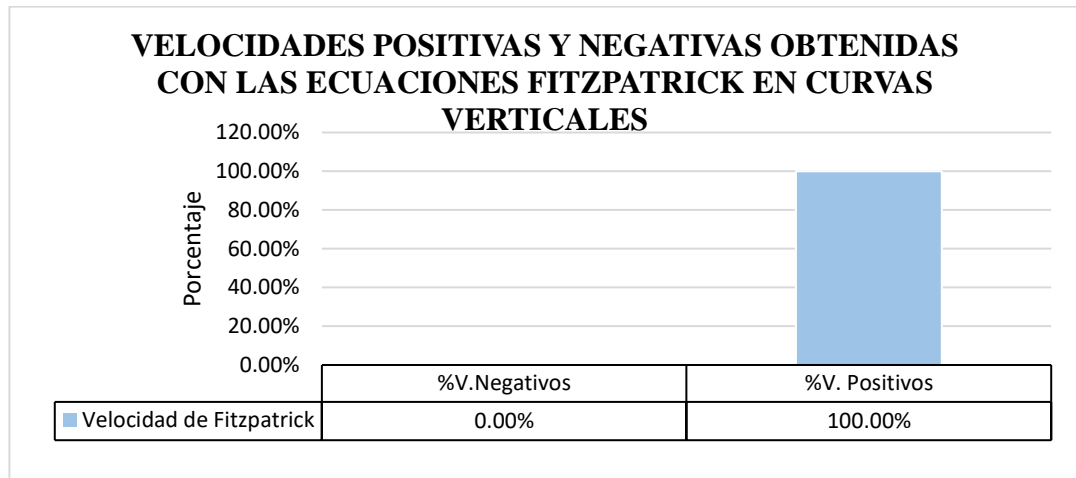 VELOCIDADES POSITIVAS Y NEGATIVAS OBTENIDAS
CON LAS ECUACIONES FITZPATRICK EN CURVAS
VERTICALES
120.00%
100.00%
80.00%
60.00%
40.00%
20.00%
0.00%
Porcentaje
%V.Negativos %V. Positivos
Velocidad de Fitzpatrick 0.00% 100.00%